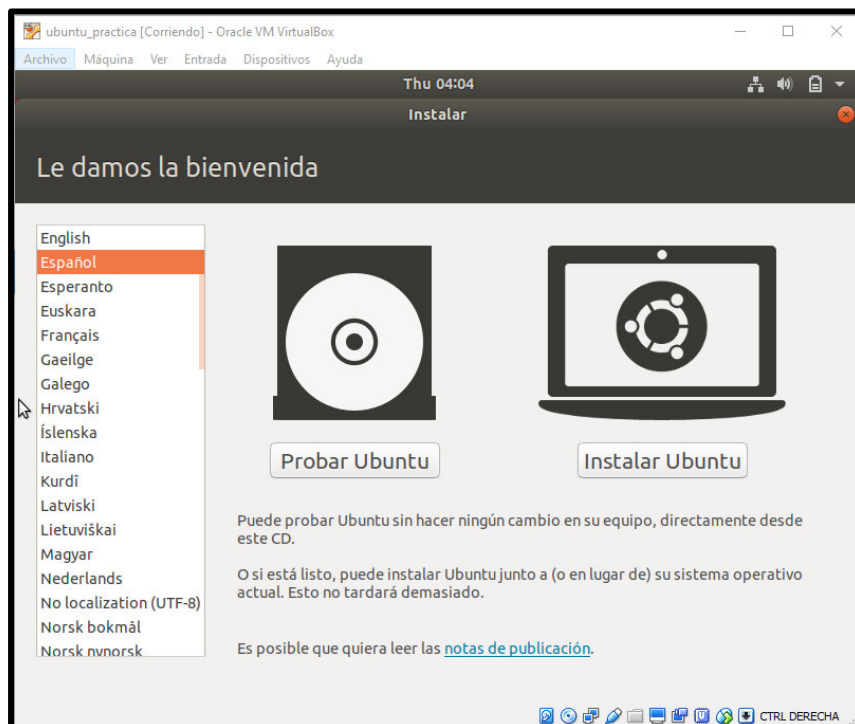 ubuntu_practica [Corriendo] - Oracle VM VirtualBox
Archivo Máquina Ver Entrada Dispositivos Ayuda
Thu 04:04
Instalar
Le damos la bienvenida
English
Español
Esperanto
Euskara
Français
Gaeilge
Galego
Hrvatski
Íslenska
Italiano
Kurdî
Latviski
Lietuviškai
Magyar
Nederlands
No localization (UTF-8)
Norsk bokmål
Norsk nynorsk
Probar Ubuntu
Instalar Ubuntu
Puede probar Ubuntu sin hacer ningún cambio en su equipo, directamente desde
este CD.
O si está listo, puede instalar Ubuntu junto a (o en lugar de) su sistema operativo
actual. Esto no tardará demasiado.
Es posible que quiera leer las notas de publicación.
CTRL DERECHA